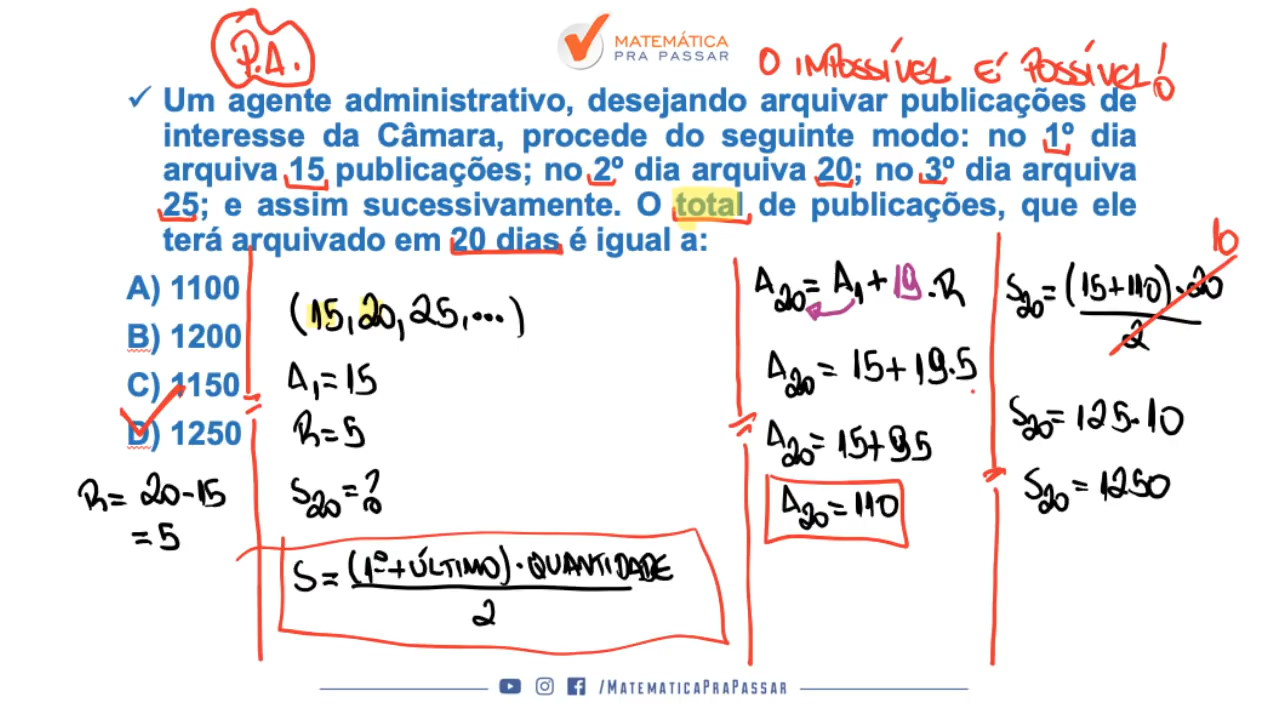 P.A.
MATEMÁTICA
PRA PASSAR
O IMPOSSÍVEL É POSSÍVEL!
✓ Um agente administrativo, desejando arquivar publicações de
interesse da Câmara, procede do seguinte modo: no 1º dia
arquiva 15 publicações; no 2º dia arquiva 20; no 3º dia arquiva
25; e assim sucessivamente. O total de publicações, que ele
terá arquivado em 20 dias é igual a:
A) 1100
B) 1200
C) 1150
D) 1250
R = 20-15
= 5
(15, 20, 25, ...)
A₁ = 15
R = 5
S₂₀ = ?
S = (1º + ÚLTIMO) · QUANTIDADE
2
A₂₀ = A₁ + 19 · R
A₂₀ = 15 + 19·5
A₂₀ = 15 + 95
A₂₀ = 110
10
S₂₀ = (15 + 110) · 20
2
S₂₀ = 125·10
S₂₀ = 1250
/MATEMATICAPRAPASSAR